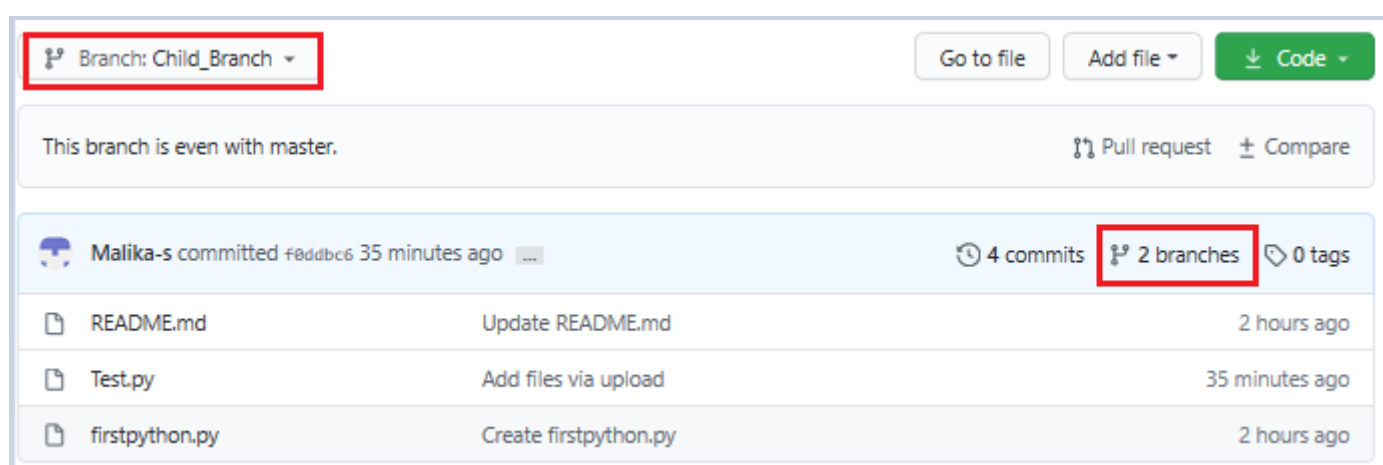 Branch: Child_Branch Go to file Add file Code
This branch is even with master. Pull request Compare
Malika-s committed f0ddbc6 35 minutes ago ... 4 commits 2 branches 0 tags
README.md Update README.md 2 hours ago
Test.py Add files via upload 35 minutes ago
firstpython.py Create firstpython.py 2 hours ago